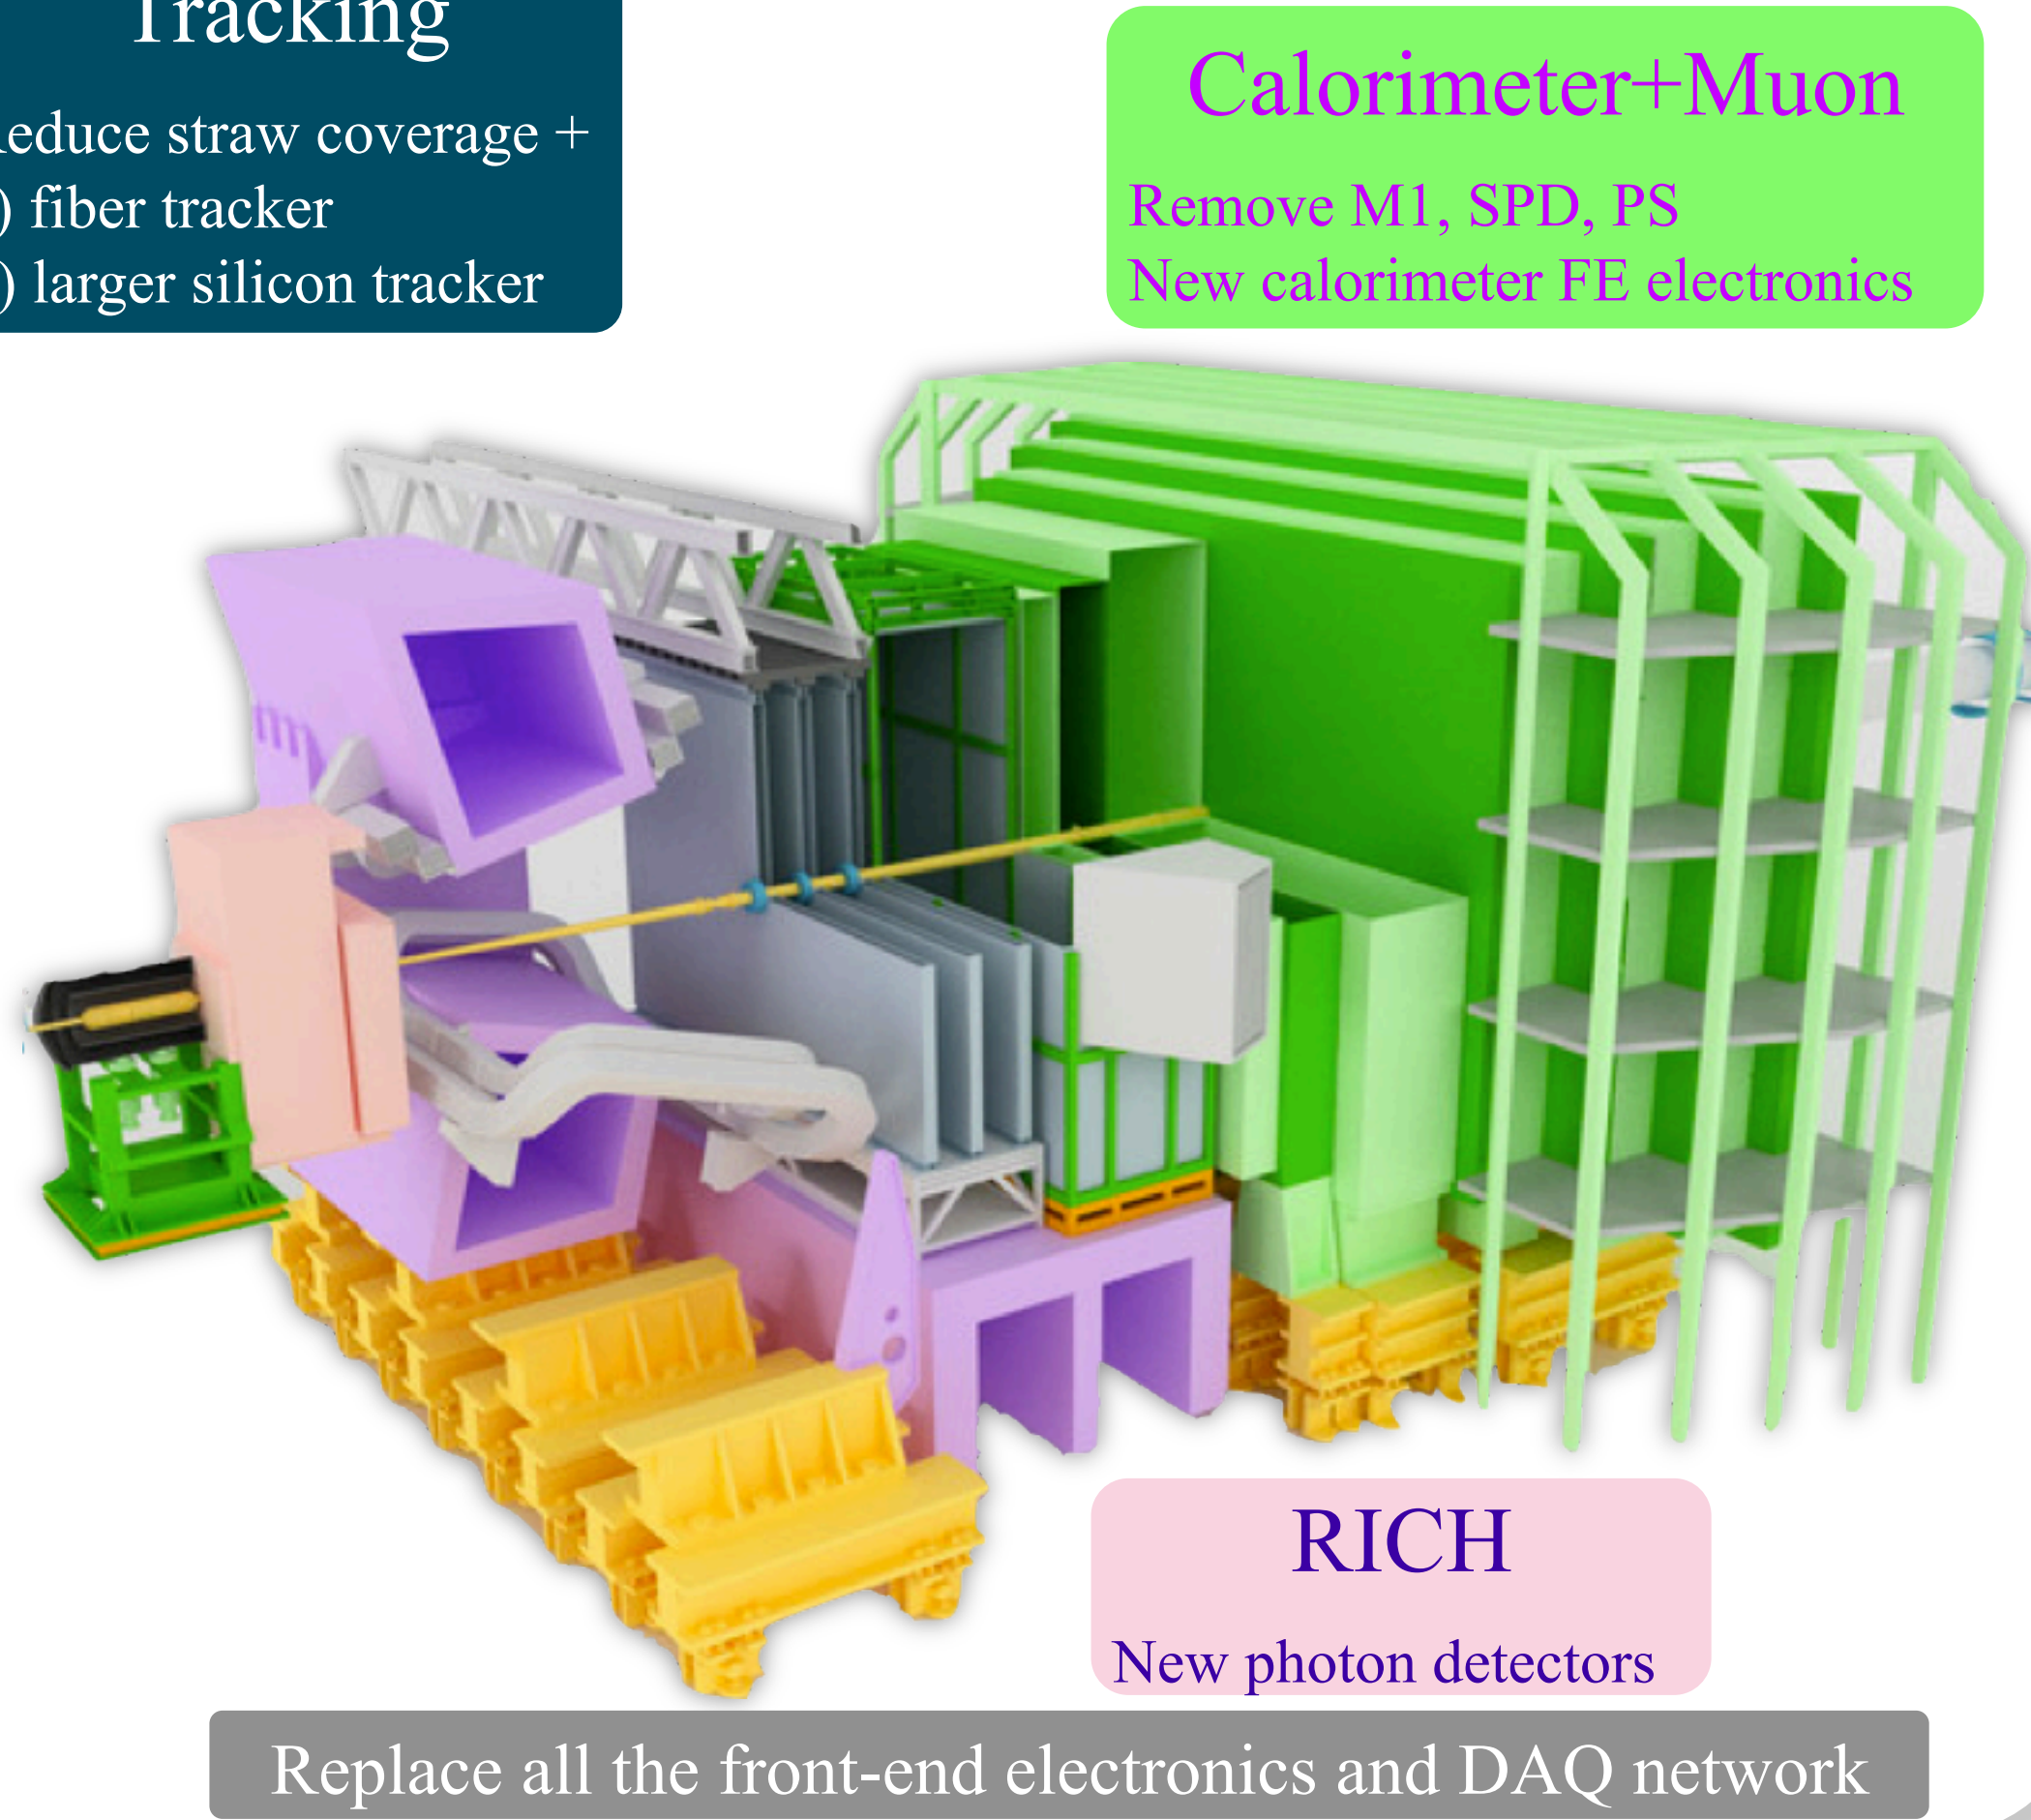 Tracking
educe straw coverage +
) fiber tracker
) larger silicon tracker
Calorimeter+Muon
Remove M1, SPD, PS
New calorimeter FE electronics
RICH
New photon detectors
Replace all the front-end electronics and DAQ network